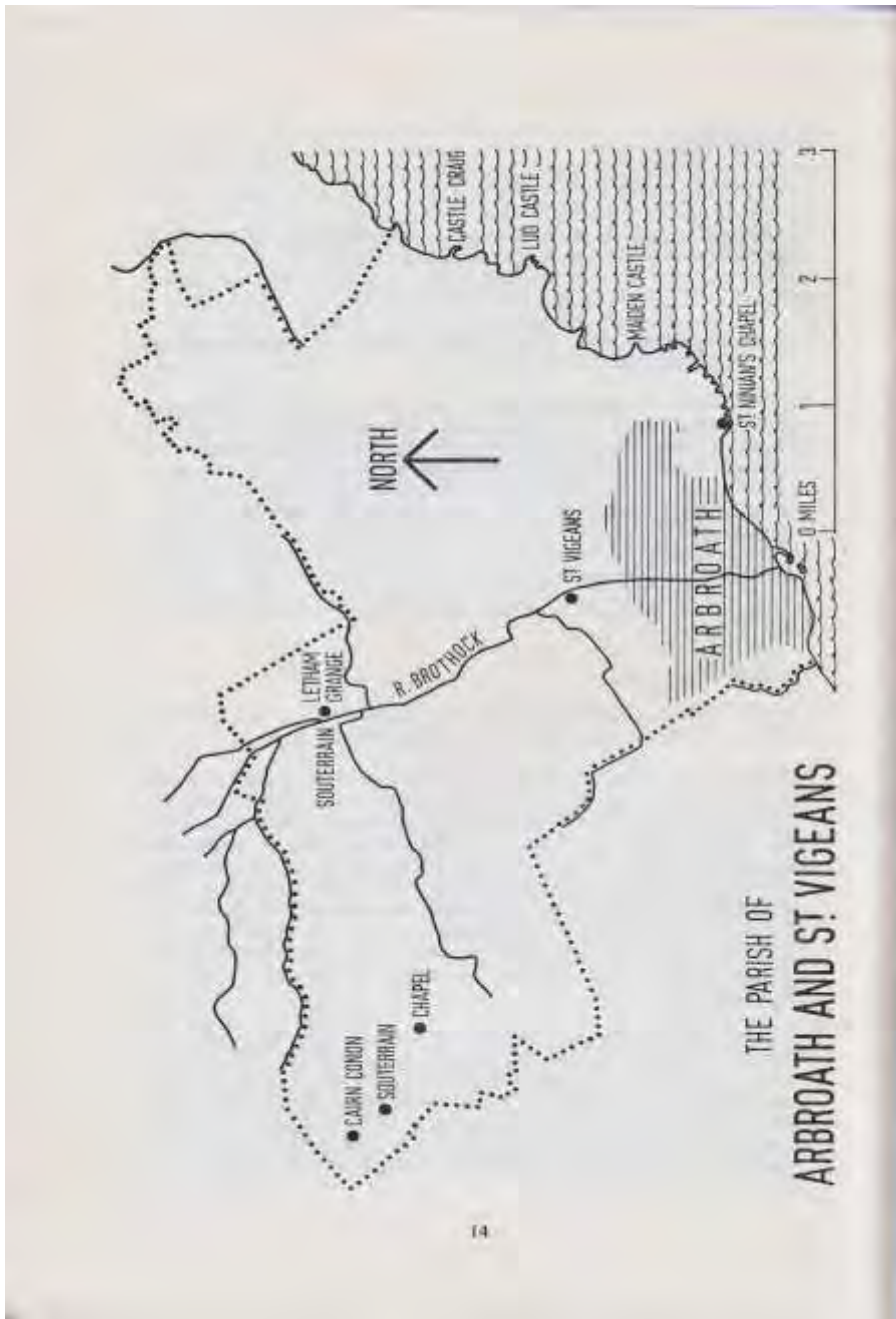 THE PARISH OF
ARBROATH AND ST VIGEANS
NORTH
CAIRN CONON
SOUTERRAIN
CHAPEL
SOUTERRAIN
LETHAM
GRANGE
R. BROTHOCK
ST VIGEANS
ARBROATH
CASTLE CRAIG
LUD CASTLE
MAIDEN CASTLE
ST NINIAN'S CHAPEL
0 MILES
1
2
3
14